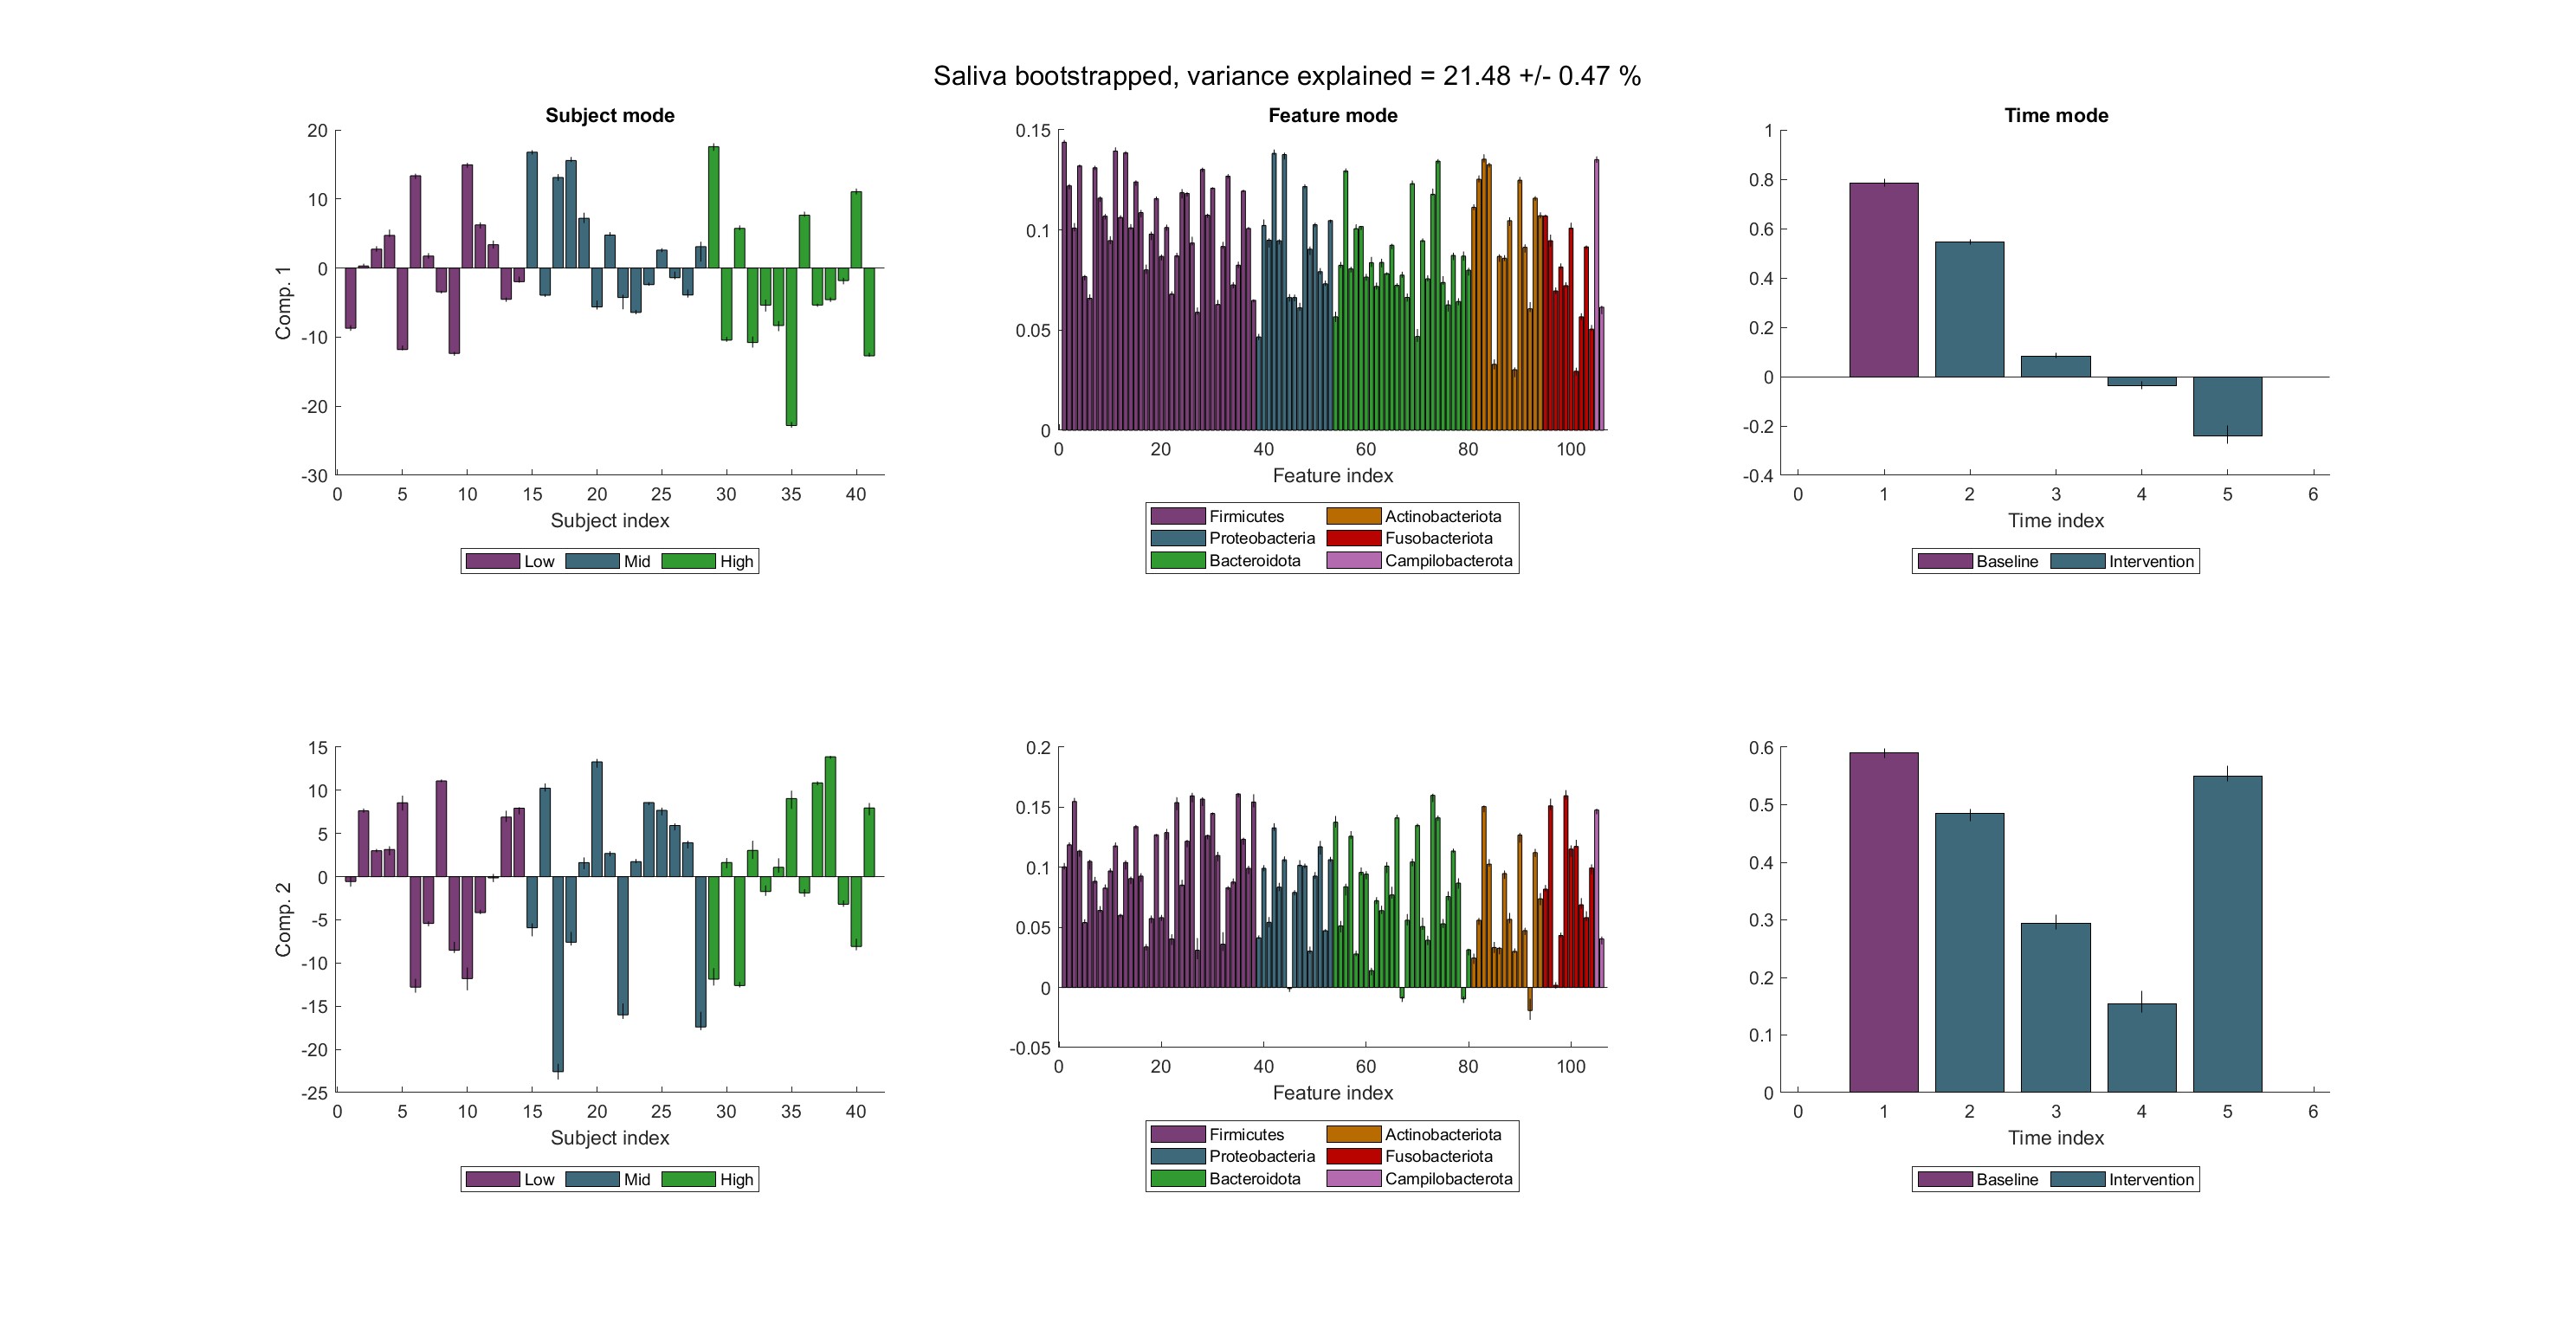 Saliva bootstrapped, variance explained = 21.48 +/- 0.47 %
Subject mode
Feature mode
Time mode
Comp. 1
20
10
0
-10
-20
-30
0 5 10 15 20 25 30 35 40
Subject index
Low Mid High
0.15
0.1
0.05
0
0 20 40 60 80 100
Feature index
Firmicutes Actinobacteriota
Proteobacteria Fusobacteriota
Bacteroidota Campilobacterota
1
0.8
0.6
0.4
0.2
0
-0.2
-0.4
0 1 2 3 4 5 6
Time index
Baseline Intervention
Comp. 2
15
10
5
0
-5
-10
-15
-20
-25
0 5 10 15 20 25 30 35 40
Subject index
Low Mid High
0.2
0.15
0.1
0.05
0
-0.05
0 20 40 60 80 100
Feature index
Firmicutes Actinobacteriota
Proteobacteria Fusobacteriota
Bacteroidota Campilobacterota
0.6
0.5
0.4
0.3
0.2
0.1
0
0 1 2 3 4 5 6
Time index
Baseline Intervention